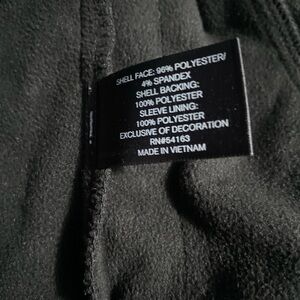 SHELL FACE: 96% POLYESTER/
4% SPANDEX
SHELL BACKING:
100% POLYESTER
SLEEVE LINING:
100% POLYESTER
EXCLUSIVE OF DECORATION
RN#54163
MADE IN VIETNAM